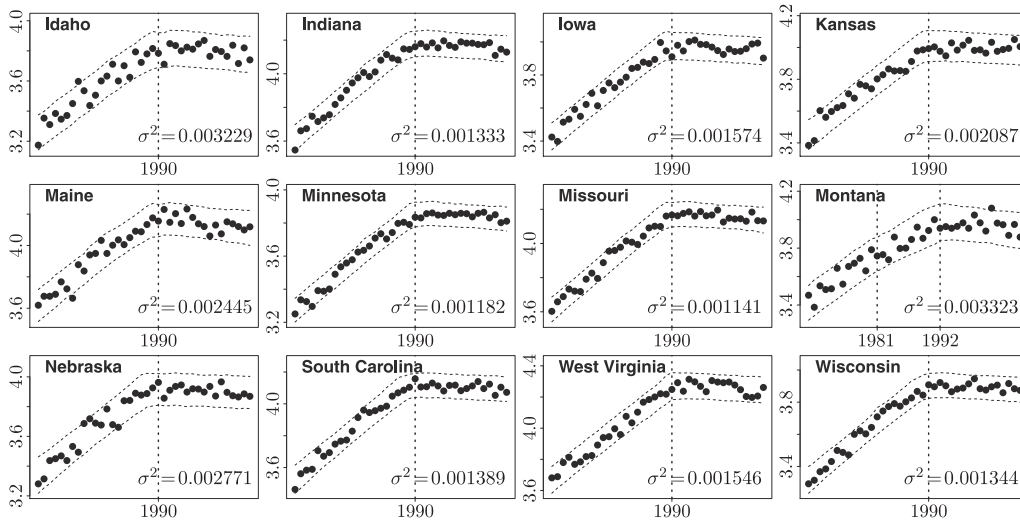 Idaho
4.0
3.6
3.2
σ²=0.003229
1990
Indiana
4.0
3.6
σ²=0.001333
1990
Iowa
3.8
3.4
σ²=0.001574
1990
Kansas
4.2
3.8
3.4
σ²=0.002087
1990
Maine
4.0
3.6
σ²=0.002445
1990
Minnesota
4.0
3.6
3.2
σ²=0.001182
1990
Missouri
4.0
3.6
σ²=0.001141
1990
Montana
4.2
3.8
3.4
σ²=0.003323
1981 1992
Nebraska
4.0
3.6
3.2
σ²=0.002771
1990
South Carolina
4.0
3.6
σ²=0.001389
1990
West Virginia
4.4
4.0
3.6
σ²=0.001546
1990
Wisconsin
3.8
3.4
σ²=0.001344
1990